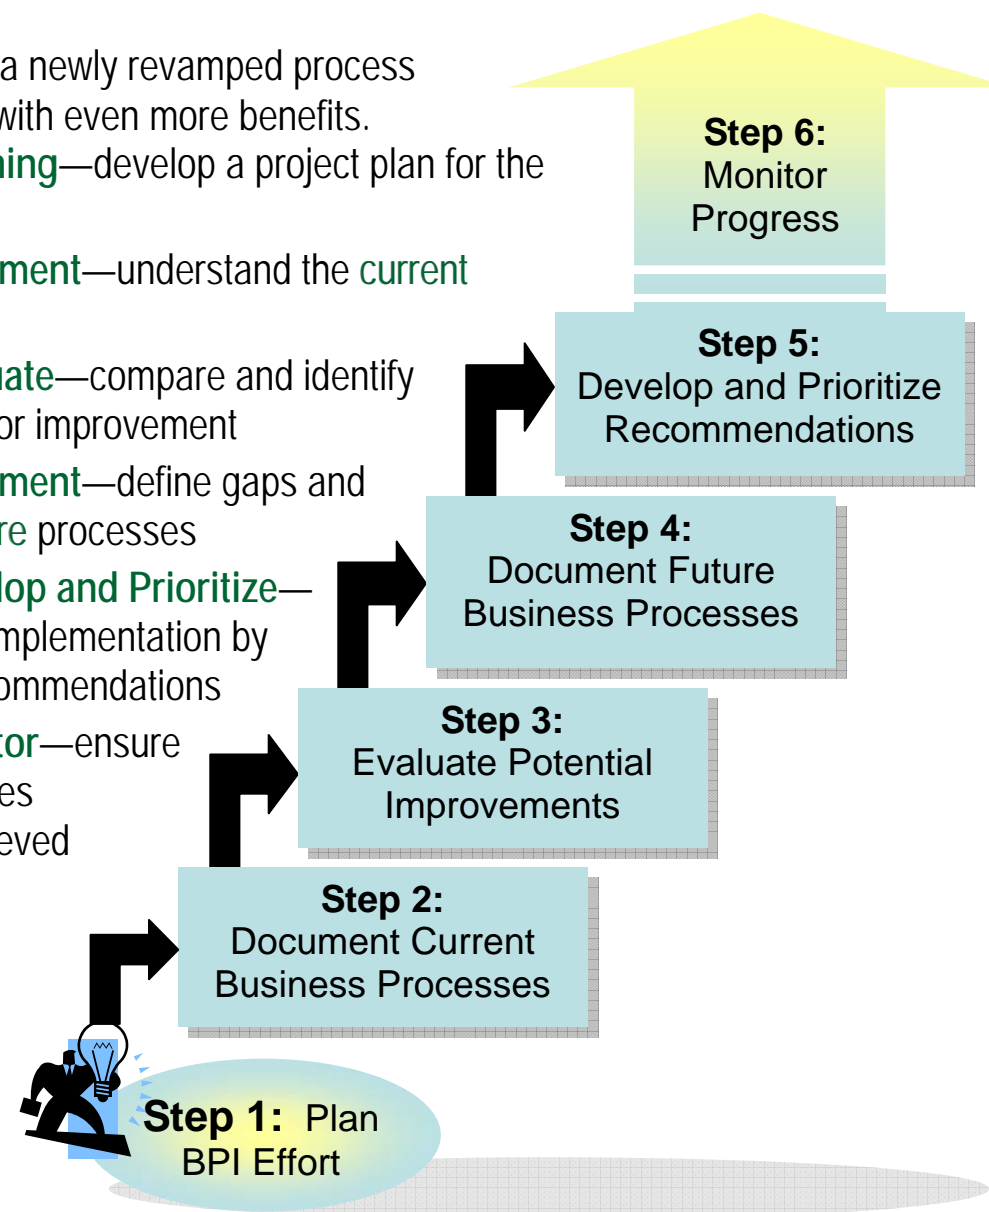 a newly revamped process
with even more benefits.
ning—develop a project plan for the
ment—understand the current
uate—compare and identify
or improvement
ment—define gaps and
re processes
lop and Prioritize—
mplementation by
ommendations
tor—ensure
es
eved
Step 6:
Monitor
Progress
Step 5:
Develop and Prioritize
Recommendations
Step 4:
Document Future
Business Processes
Step 3:
Evaluate Potential
Improvements
Step 2:
Document Current
Business Processes
Step 1: Plan
BPI Effort